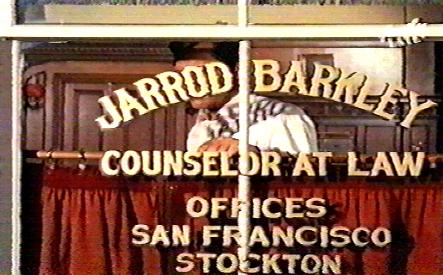 JARROD BARKLEY
COUNSELOR AT LAW
OFFICES
SAN FRANCISCO
STOCKTON